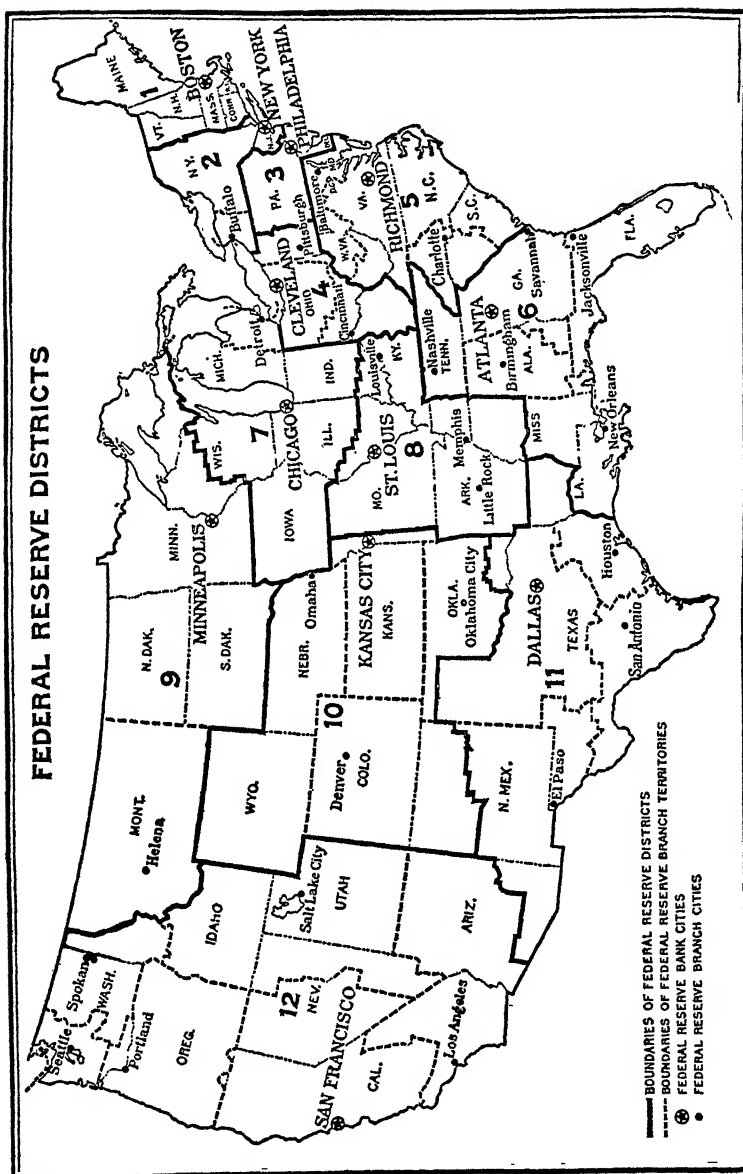 FEDERAL RESERVE DISTRICTS
MAINE
1
VT.
N.H.
BOSTON
MASS.
CONN.
R.I.
N.Y.
2
Buffalo
NEW YORK
N.J.
PHILADELPHIA
3
PA.
Pittsburgh
Baltimore
MD
D.C.
DEL
CLEVELAND
OHIO
4
Cincinnati
W.VA.
VA.
RICHMOND
5
N.C.
Charlotte
S.C.
MICH.
Detroit
WIS.
7
CHICAGO
ILL.
IND.
IOWA
Louisville
KY.
Nashville
TENN.
ATLANTA
GA.
Savannah
6
Birmingham
ALA.
Jacksonville
FLA.
MO.
ST. LOUIS
8
Memphis
ARK.
Little Rock
MISS
LA.
New Orleans
MINN.
MINNEAPOLIS
N. DAK.
9
S. DAK.
MONT.
Helena
NEBR.
Omaha
KANSAS CITY
KANS.
10
WYO.
Denver
COLO.
OKLA.
Oklahoma City
N. MEX.
DALLAS
TEXAS
11
Houston
San Antonio
El Paso
Seattle
Spokane
WASH.
Portland
OREG.
IDAHO
Salt Lake City
UTAH
12
NEV.
SAN FRANCISCO
CAL.
Los Angeles
ARIZ.
BOUNDARIES OF FEDERAL RESERVE DISTRICTS
BOUNDARIES OF FEDERAL RESERVE BRANCH TERRITORIES
FEDERAL RESERVE BANK CITIES
FEDERAL RESERVE BRANCH CITIES